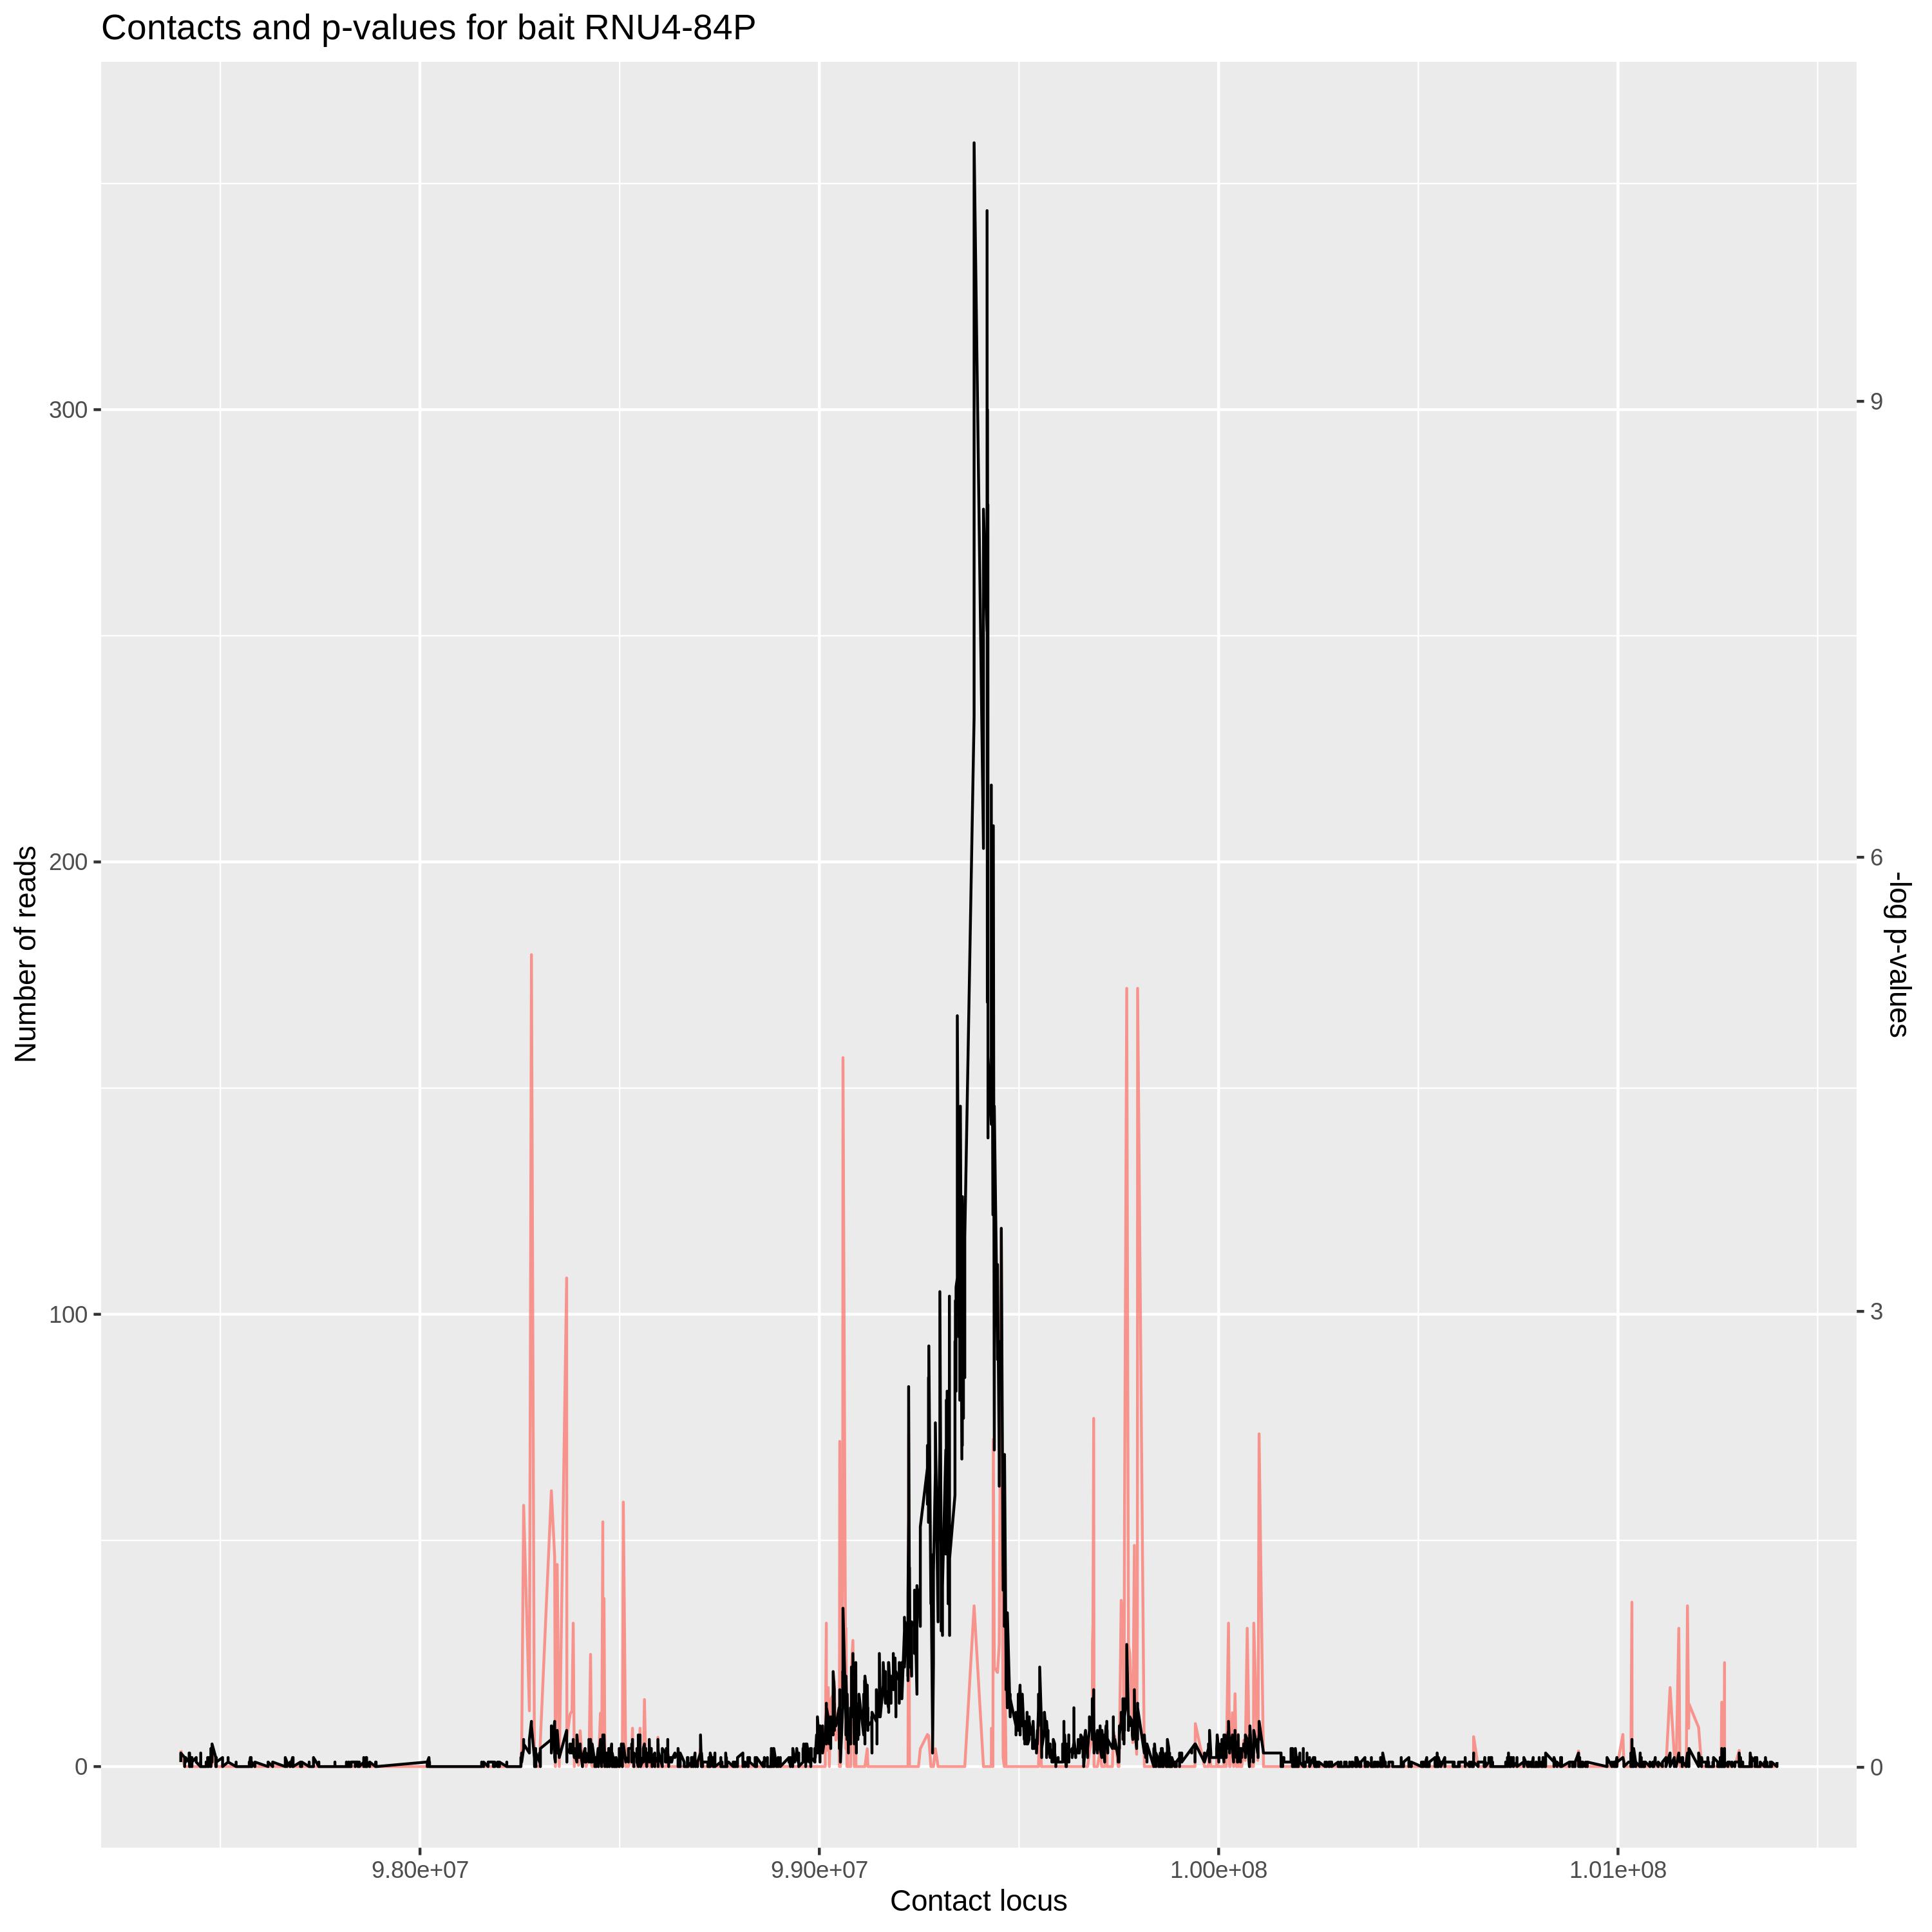 Contacts and p-values for bait RNU4-84P
Number of reads
300
200
100
0
9
6
3
0
-log p-values
9.80e+07
9.90e+07
1.00e+08
1.01e+08
Contact locus